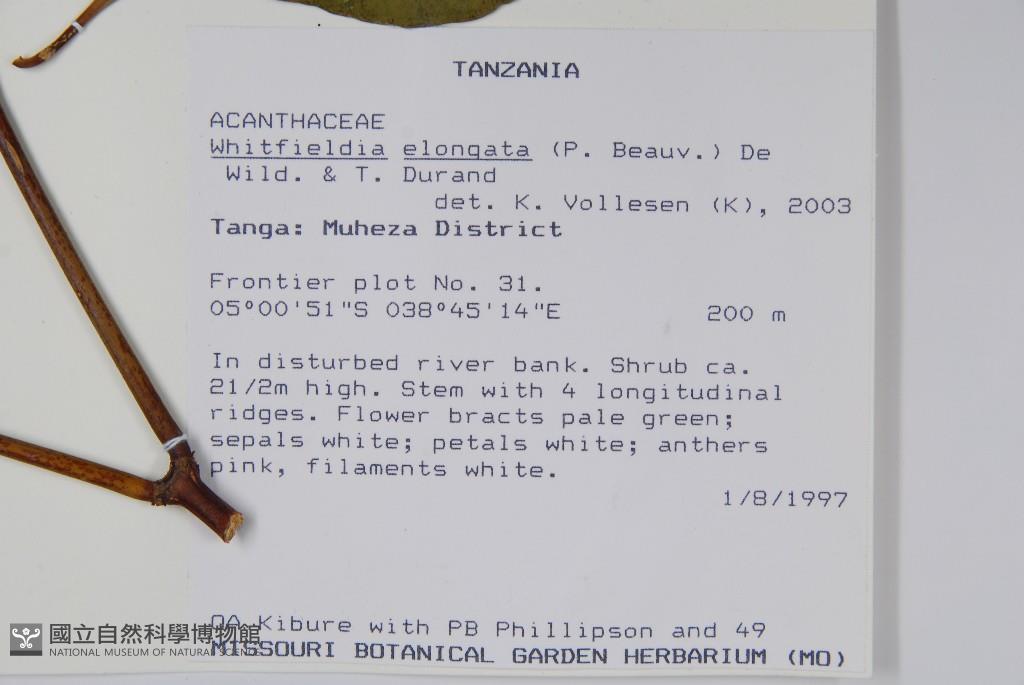 TANZANIA
ACANTHACEAE
Whitfieldia elongata (P. Beauv.) De
Wild. & T. Durand
det. K. Vollesen (K), 2003
Tanga: Muheza District
Frontier plot No. 31.
05°00'51"S 038°45'14"E 200 m
In disturbed river bank. Shrub ca.
21/2m high. Stem with 4 longitudinal
ridges. Flower bracts pale green;
sepals white; petals white; anthers
pink, filaments white.
1/8/1997
OA Kibure with PB Phillipson and 49
MISSOURI BOTANICAL GARDEN HERBARIUM (MO)
國立自然科學博物館
NATIONAL MUSEUM OF NATURAL SCIENCE